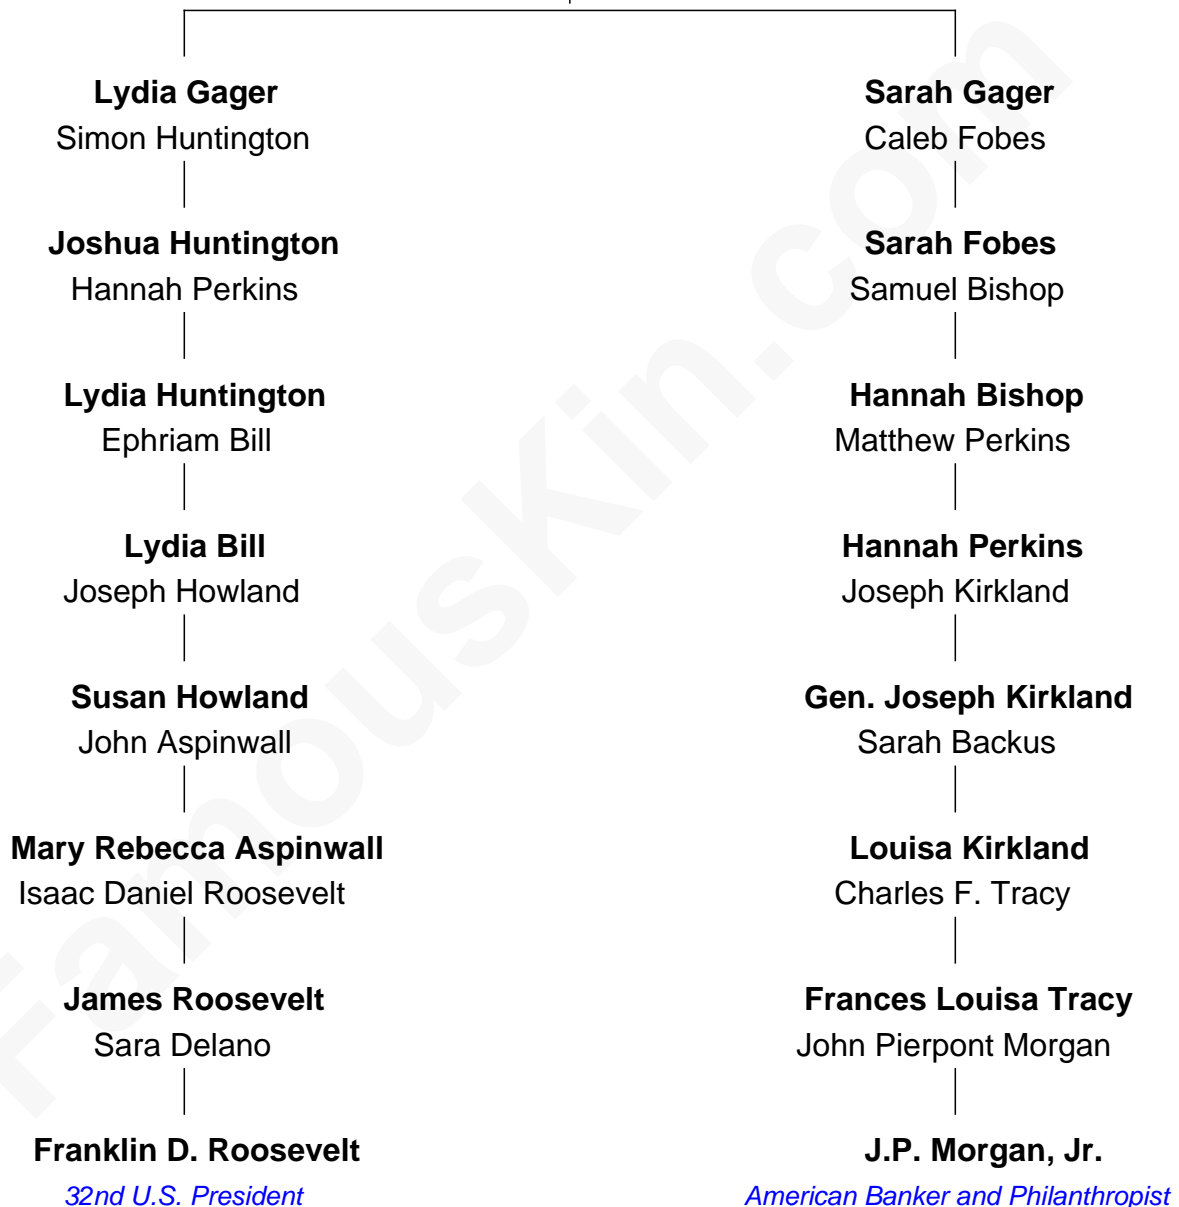 Lydia Gager
Simon Huntington
Sarah Gager
Caleb Fobes
Joshua Huntington
Hannah Perkins
Sarah Fobes
Samuel Bishop
Lydia Huntington
Ephriam Bill
Hannah Bishop
Matthew Perkins
Lydia Bill
Joseph Howland
Hannah Perkins
Joseph Kirkland
Susan Howland
John Aspinwall
Gen. Joseph Kirkland
Sarah Backus
Mary Rebecca Aspinwall
Isaac Daniel Roosevelt
Louisa Kirkland
Charles F. Tracy
James Roosevelt
Sara Delano
Frances Louisa Tracy
John Pierpont Morgan
Franklin D. Roosevelt
32nd U.S. President
J.P. Morgan, Jr.
American Banker and Philanthropist
FamousKin.com